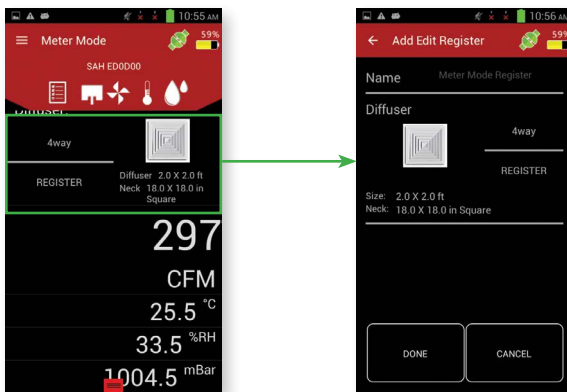 10:55 AM
Meter Mode
59%
SAH ED0D00
Diffuser:
4way
REGISTER
Diffuser 2.0 X 2.0 ft
Neck 18.0 X 18.0 in
Square
297
CFM
25.5 °C
33.5 %RH
1004.5 mBar
10:56 AM
Add Edit Register
59%
Name Meter Mode Register
Diffuser
4way
REGISTER
Size: 2.0 X 2.0 ft
Neck: 18.0 X 18.0 in Square
DONE CANCEL